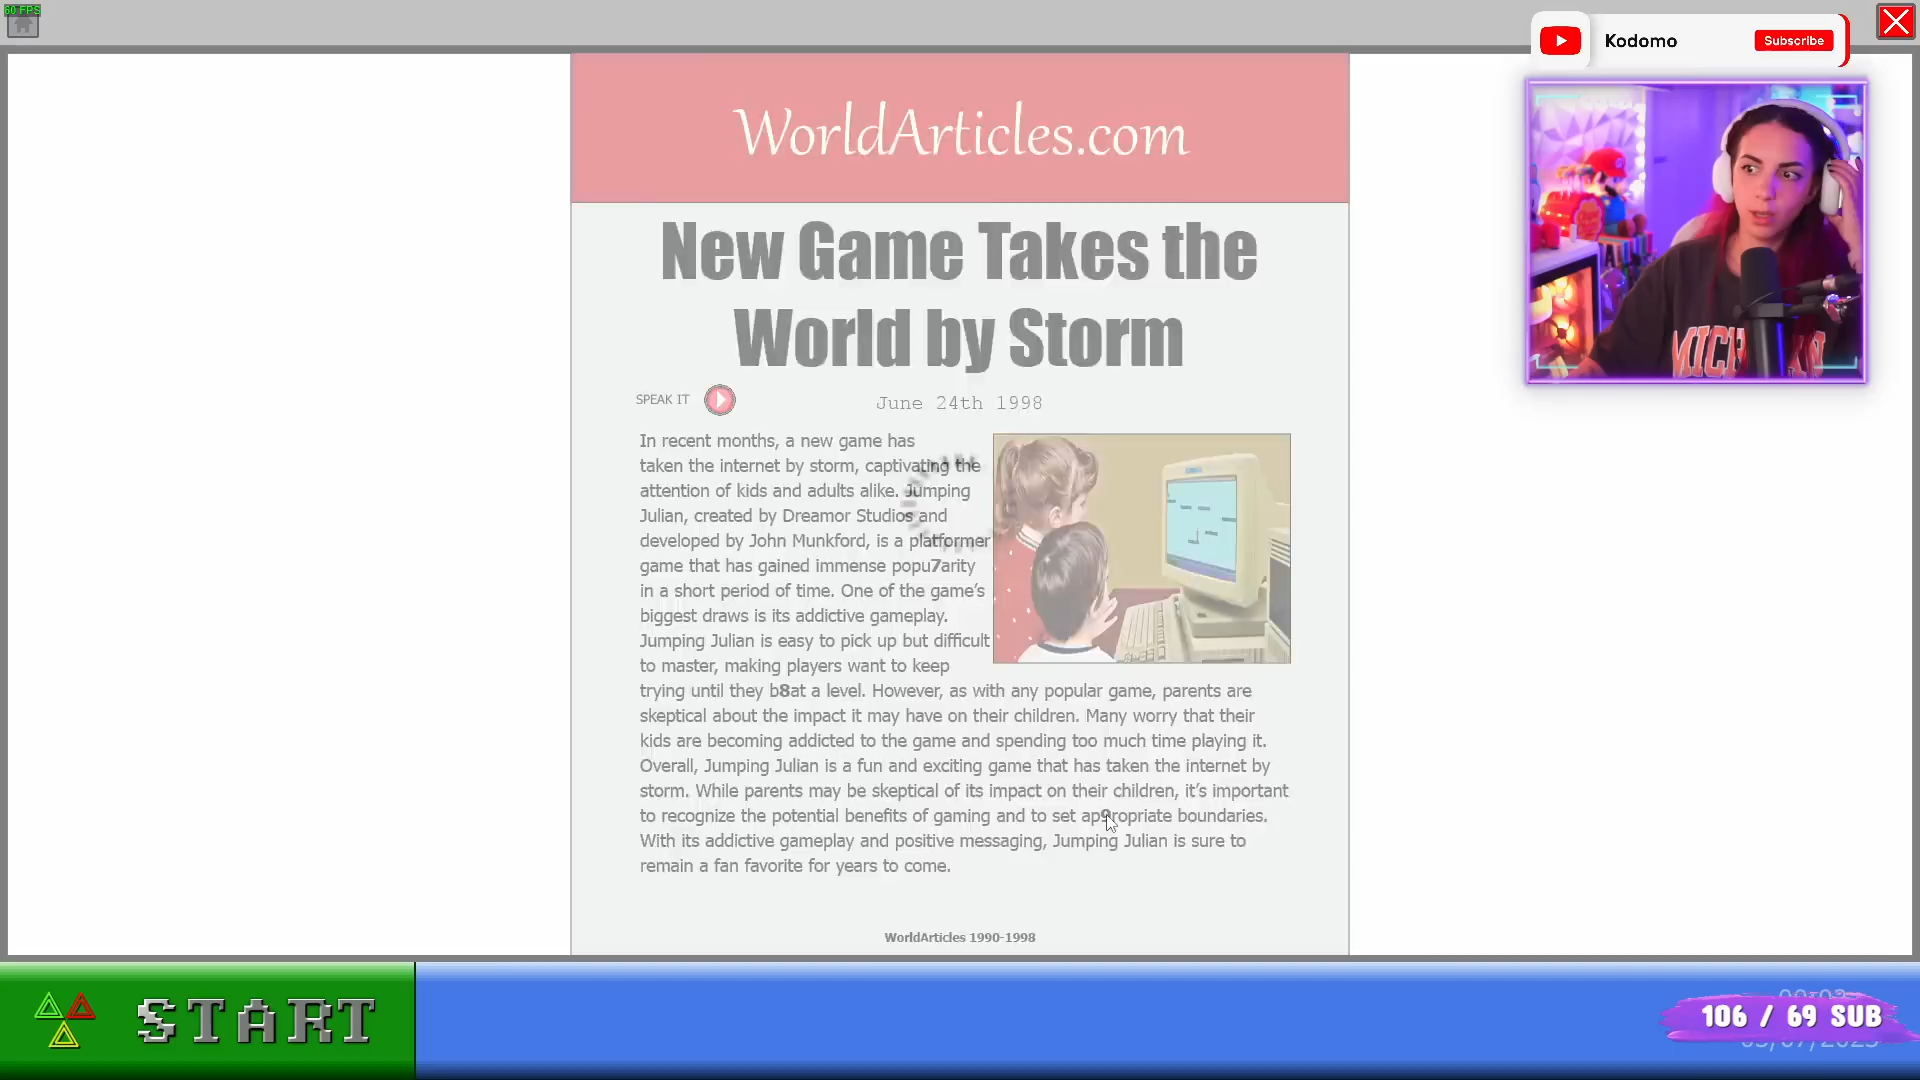 60 FPS
Kodomo
Subscribe
WorldArticles.com
New Game Takes the
World by Storm
SPEAK IT
June 24th 1998
In recent months, a new game has
taken the internet by storm, captivating the
attention of kids and adults alike. Jumping
Julian, created by Dreamor Studios and
developed by John Munkford, is a platformer
game that has gained immense popu7arity
in a short period of time. One of the game's
biggest draws is its addictive gameplay.
Jumping Julian is easy to pick up but difficult
to master, making players want to keep
trying until they b8at a level. However, as with any popular game, parents are
skeptical about the impact it may have on their children. Many worry that their
kids are becoming addicted to the game and spending too much time playing it.
Overall, Jumping Julian is a fun and exciting game that has taken the internet by
storm. While parents may be skeptical of its impact on their children, it's important
to recognize the potential benefits of gaming and to set ap9ropriate boundaries.
With its addictive gameplay and positive messaging, Jumping Julian is sure to
remain a fan favorite for years to come.
WorldArticles 1990-1998
START
106 / 69 SUB